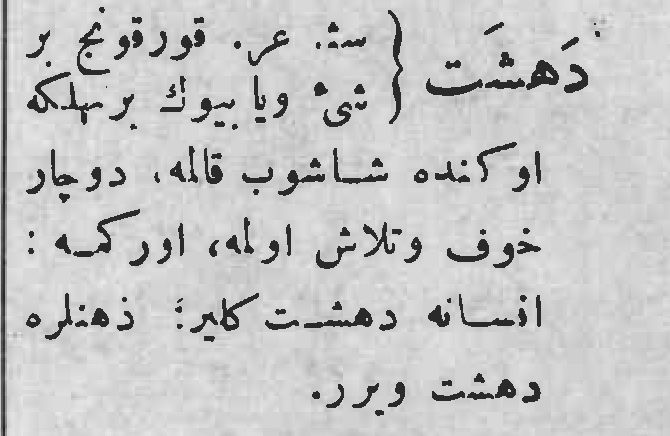 دَهشَت } سث. عر. قورقونج بر
شیء ویا بیوك بر مهلكه
اوكنده شاشوب قالمه، دوچار
خوف وتلاش اولمه، اوركمه :
انسانه دهشت كلیر؛ ذهنلره
دهشت ویرر.